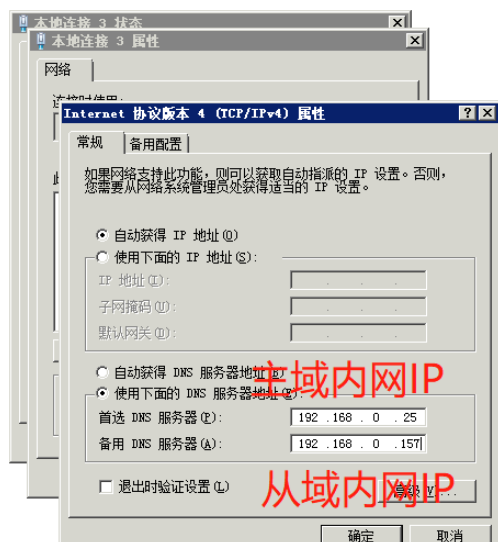 本地连接 3 状态
本地连接 3 属性
网络
连接时使用:
Internet 协议版本 4 (TCP/IPv4) 属性
常规
备用配置
如果网络支持此功能，则可以获取自动指派的 IP 设置。否则，
您需要从网络系统管理员处获得适当的 IP 设置。
自动获得 IP 地址(O)
使用下面的 IP 地址(S):
IP 地址(I):
子网掩码(U):
默认网关(D):
自动获得 DNS 服务器地址(B)
主域内网IP
使用下面的 DNS 服务器地址(E):
首选 DNS 服务器(P):
192 . 168 . 0 . 25
备用 DNS 服务器(A):
192 . 168 . 0 . 157
退出时验证设置(L)
从域内网IP
高级(V)...
确定
取消